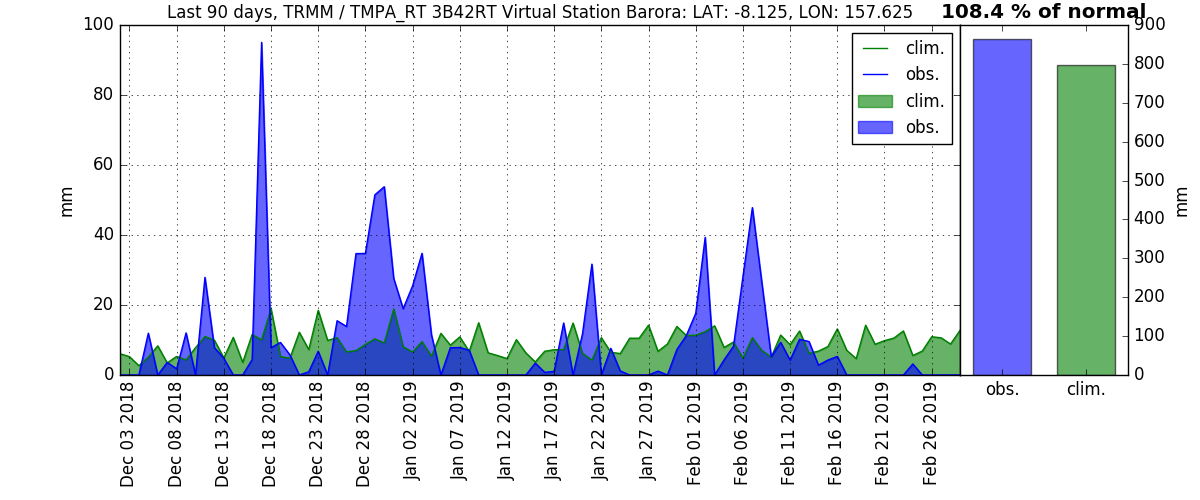 Last 90 days, TRMM / TMPA_RT 3B42RT Virtual Station Barora: LAT: -8.125, LON: 157.625
108.4 % of normal
100
80
60
40
20
0
mm
clim.
obs.
clim.
obs.
900
800
700
600
500
400
300
200
100
0
mm
obs.
clim.
Dec 03 2018
Dec 08 2018
Dec 13 2018
Dec 18 2018
Dec 23 2018
Dec 28 2018
Jan 02 2019
Jan 07 2019
Jan 12 2019
Jan 17 2019
Jan 22 2019
Jan 27 2019
Feb 01 2019
Feb 06 2019
Feb 11 2019
Feb 16 2019
Feb 21 2019
Feb 26 2019